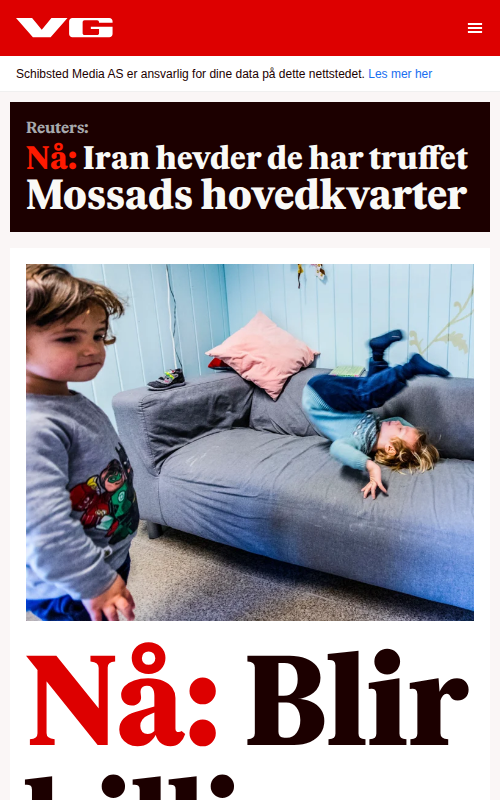 VG
Schibsted Media AS er ansvarlig for dine data på dette nettstedet. Les mer her
Reuters:
Nå: Iran hevder de har truffet
Mossads hovedkvarter
Nå: Blir